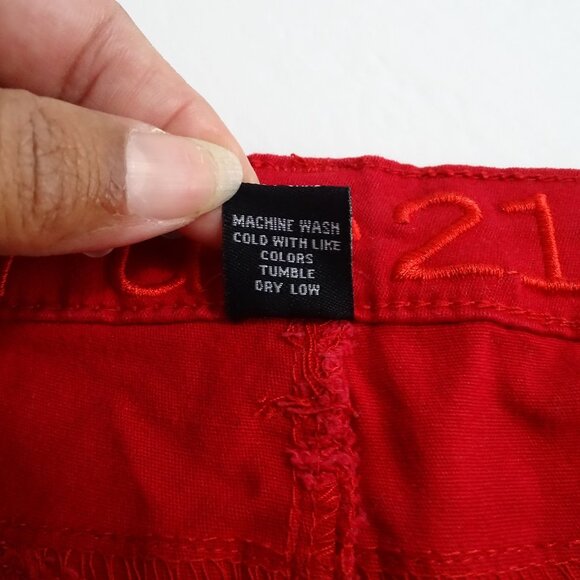 MACHINE WASH
COLD WITH LIKE
COLORS
TUMBLE
DRY LOW
21